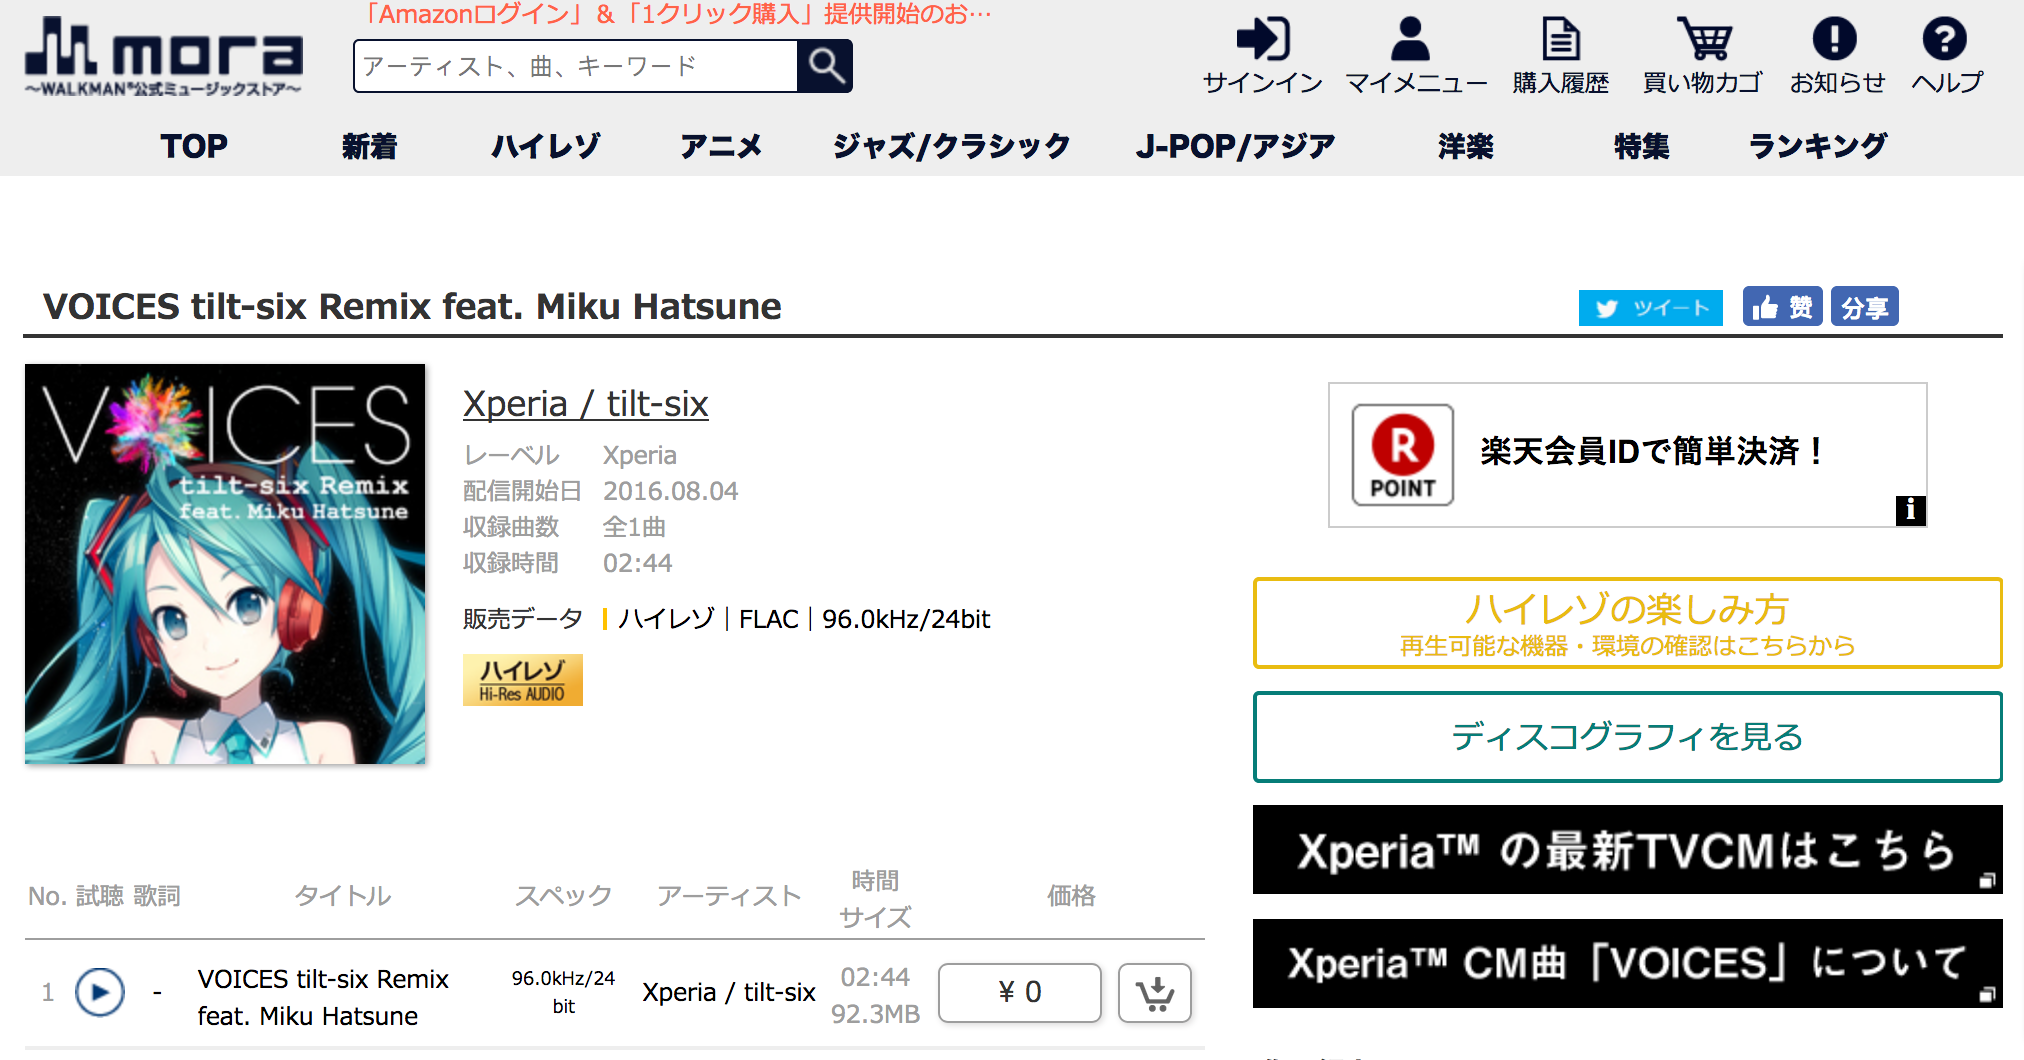 「Amazonログイン」&「1クリック購入」提供開始のお…
mora
～WALKMAN®公式ミュージックストア～
アーティスト、曲、キーワード
サインイン マイメニュー 購入履歴 買い物カゴ お知らせ ヘルプ
TOP 新着 ハイレゾ アニメ ジャズ/クラシック J-POP/アジア 洋楽 特集 ランキング
VOICES tilt-six Remix feat. Miku Hatsune
ツイート 赞 分享
VOICES
tilt-six Remix
feat. Miku Hatsune
Xperia / tilt-six
レーベル Xperia
配信開始日 2016.08.04
収録曲数 全1曲
収録時間 02:44
販売データ ハイレゾ｜FLAC｜96.0kHz/24bit
ハイレゾ
Hi-Res AUDIO
R
POINT
楽天会員IDで簡単決済！
i
ハイレゾの楽しみ方
再生可能な機器・環境の確認はこちらから
ディスコグラフィを見る
Xperia™ の最新TVCMはこちら
Xperia™ CM曲「VOICES」について
No. 試聴 歌詞 タイトル スペック アーティスト 時間 サイズ 価格
1 - VOICES tilt-six Remix feat. Miku Hatsune 96.0kHz/24bit Xperia / tilt-six 02:44 92.3MB ¥ 0